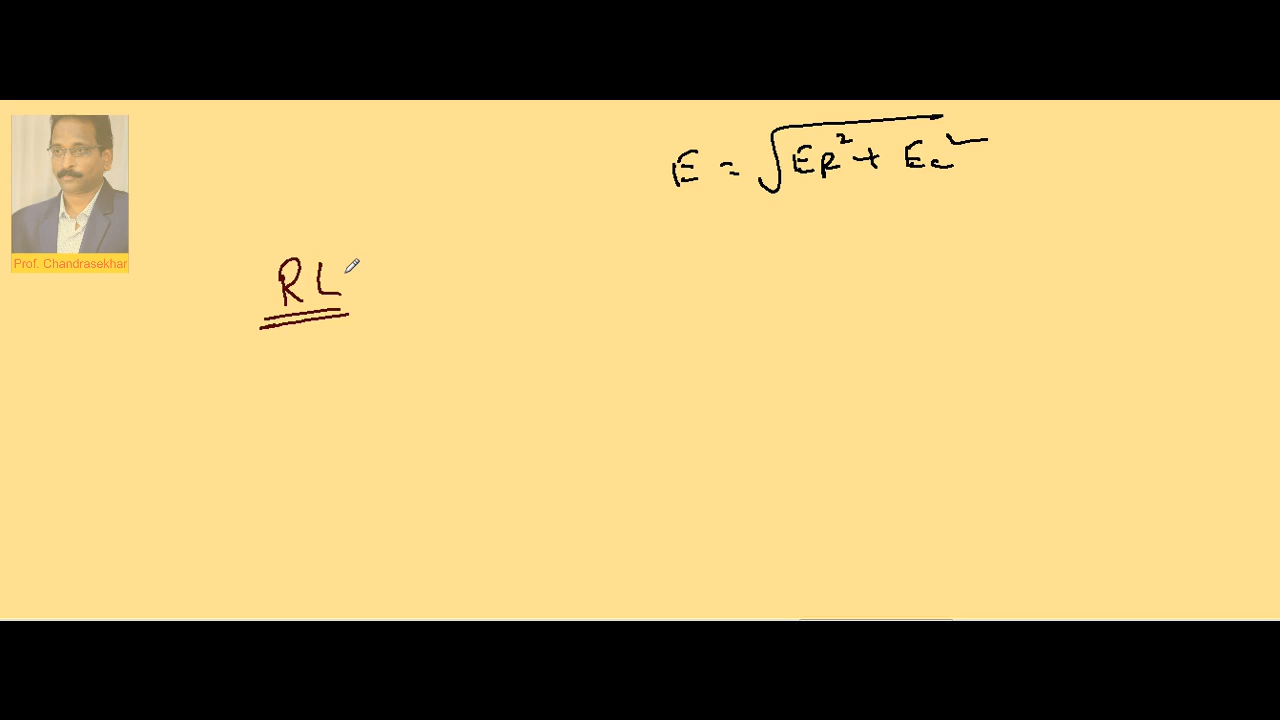 E = √ER² + Ec²
Prof. Chandrasekhar
RL